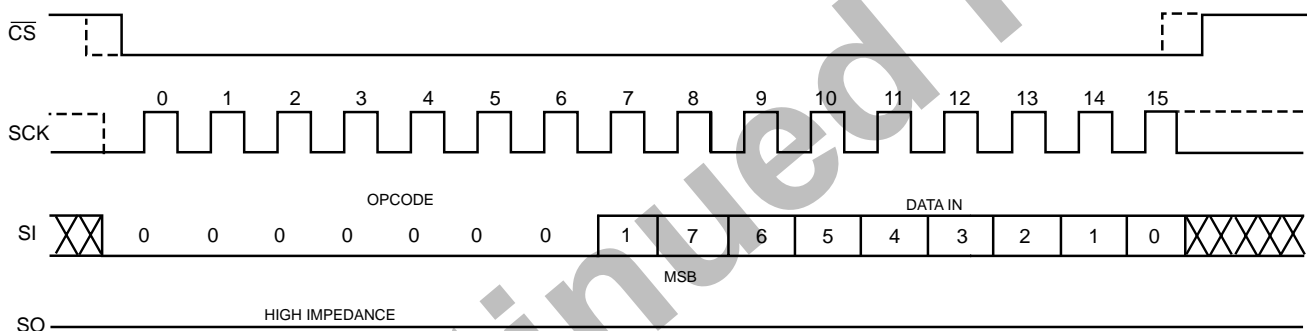 CS
0 1 2 3 4 5 6 7 8 9 10 11 12 13 14 15
SCK
OPCODE DATA IN
SI 0 0 0 0 0 0 0 1 7 6 5 4 3 2 1 0
MSB
HIGH IMPEDANCE
SO
inued